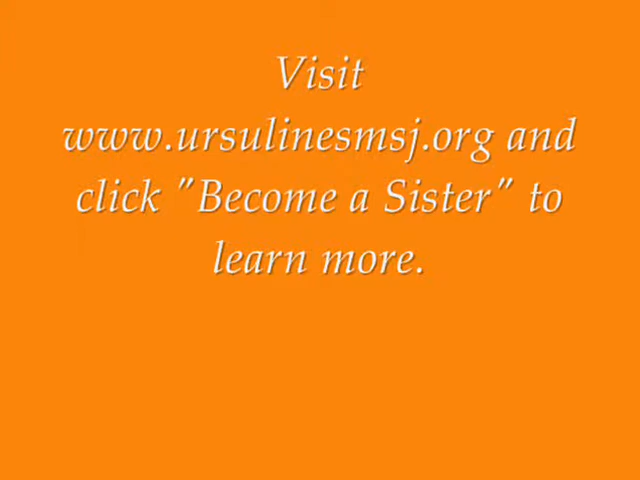 Visit
www.ursulinesmsj.org and
click "Become a Sister" to
learn more.